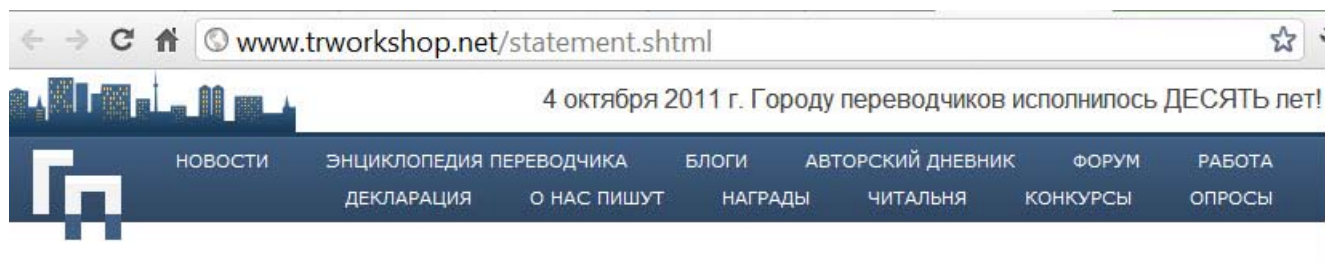 www.trworkshop.net/statement.shtml
4 октября 2011 г. Городу переводчиков исполнилось ДЕСЯТЬ лет!
НОВОСТИ ЭНЦИКЛОПЕДИЯ ПЕРЕВОДЧИКА БЛОГИ АВТОРСКИЙ ДНЕВНИК ФОРУМ РАБОТА
ДЕКЛАРАЦИЯ О НАС ПИШУТ НАГРАДЫ ЧИТАЛЬНЯ КОНКУРСЫ ОПРОСЫ
ГП